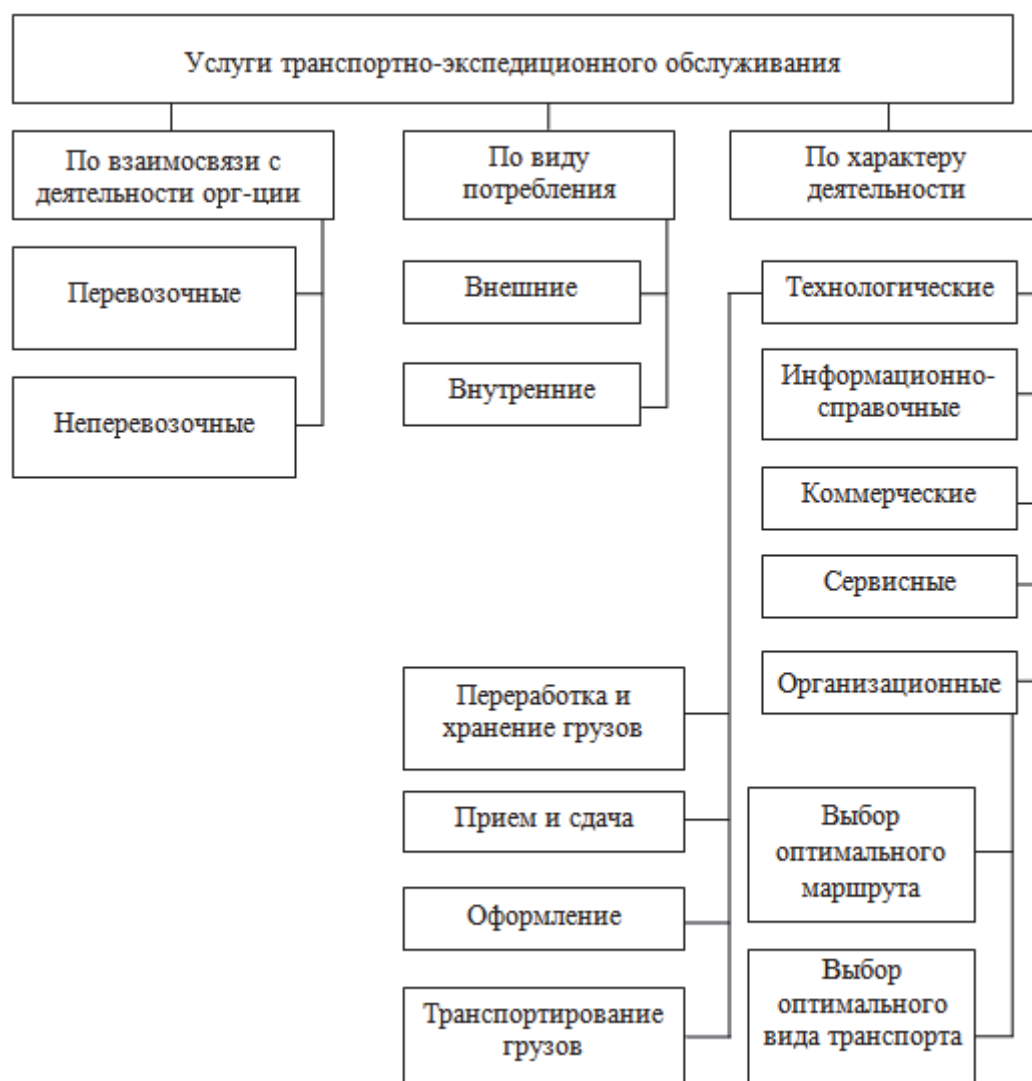 Услуги транспортно-экспедиционного обслуживания
По взаимосвязи с
деятельности орг-ции
По виду
потребления
По характеру
деятельности
Перевозочные
Неперевозочные
Внешние
Внутренние
Технологические
Информационно-
справочные
Коммерческие
Сервисные
Организационные
Переработка и
хранение грузов
Прием и сдача
Оформление
Транспортирование
грузов
Выбор
оптимального
маршрута
Выбор
оптимального
вида транспорта